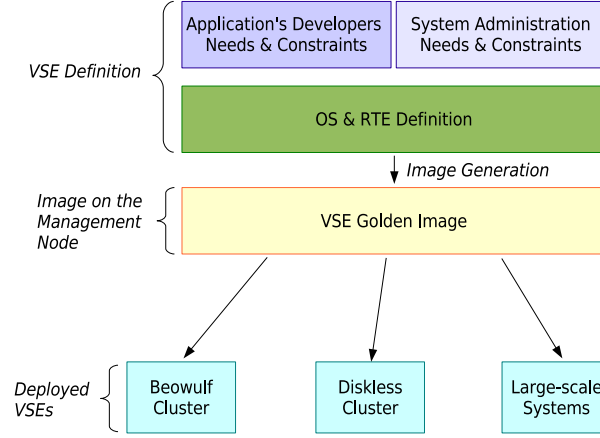 Application's Developers
Needs & Constraints
System Administration
Needs & Constraints
VSE Definition
OS & RTE Definition
Image Generation
Image on the
Management
Node
VSE Golden Image
Deployed
VSEs
Beowulf
Cluster
Diskless
Cluster
Large-scale
Systems